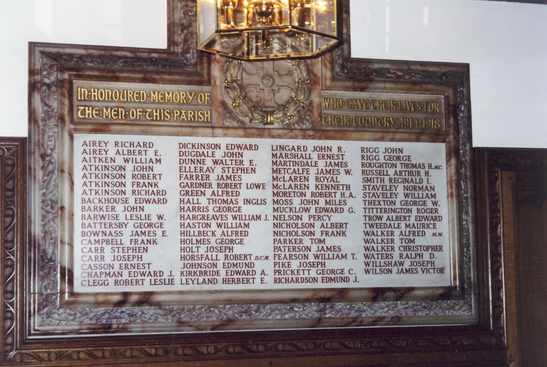 IN HONOURED MEMORY OF
THE MEN OF THIS PARISH
WHO GAVE THEIR LIVES FOR
THEIR COUNTRY 1914-1918
AIREY RICHARD
AIREY ALBERT E.
AITKEN WILLIAM
ATKINSON JOHN
ATKINSON ROBERT
ATKINSON FRANK
ATKINSON RICHARD
BACKHOUSE EDWARD
BARKER JOHN
BARWISE LESLIE W.
BATTERSBY GEORGE
BOWNASS JAMES E.
CAMPBELL FRANK
CARR STEPHEN
CARR JOSEPH
CASSON ERNEST
CHAPMAN EDWARD J.
CLEGG ROBERT LESLIE
DICKINSON EDWARD
DUGDALE JOHN
DUNNE WALTER E.
ELLERAY STEPHEN
FARRER JAMES
GARDNER ROBERT LOWE
GREEN ALFRED
HALL THOMAS INGLIS
HARRIS GEORGE
HARGREAVES WILLIAM J.
HASTON WILLIAM
HILLBECK ALFRED
HOLMES GEORGE
HOLT JOSEPH
HORSFALL ROBERT D.C.M
JOHNSON EDMUND
KIRKBRIDE EDWARD A.
LEYLAND HERBERT E.
LINGARD JOHN R.
MARSHALL ERNEST
MARTINDALE JAMES
METCALFE JAMES W.
McLAREN ROYAL
McLAREN KENNETH
MORETON ROBERT H.A.
MOSS JOHN MILES
MUCKLOW EDWARD G.
NELSON PERCY
NICHOLSON ALBERT
NICHOLSON FRANK
PARKER TOM
PATERSON JAMES
PEARSON WILLIAM T.
PIKE JOSEPH
PRICKETT GEORGE C.
RICHARDSON EDMUND J.
RIGG JOHN
RIGG GEORGE
ROUGHTON THOMAS H. M.C.
RUSSELL ARTHUR H.
SMITH REGINALD I.
STAVELEY NORMAN
STAVELEY WILLIAM
THEXTON GEORGE W.
TITTERINGTON ROGER
TROW ALBERT EDWARD
TWEDALE MAURICE
WALKER ALFRED M.M.
WALKER TOM
WALKER CHRISTOPHER
WATERS RALPH D.
WILLSHAW JOSEPH
WILSON JAMES VICTOR